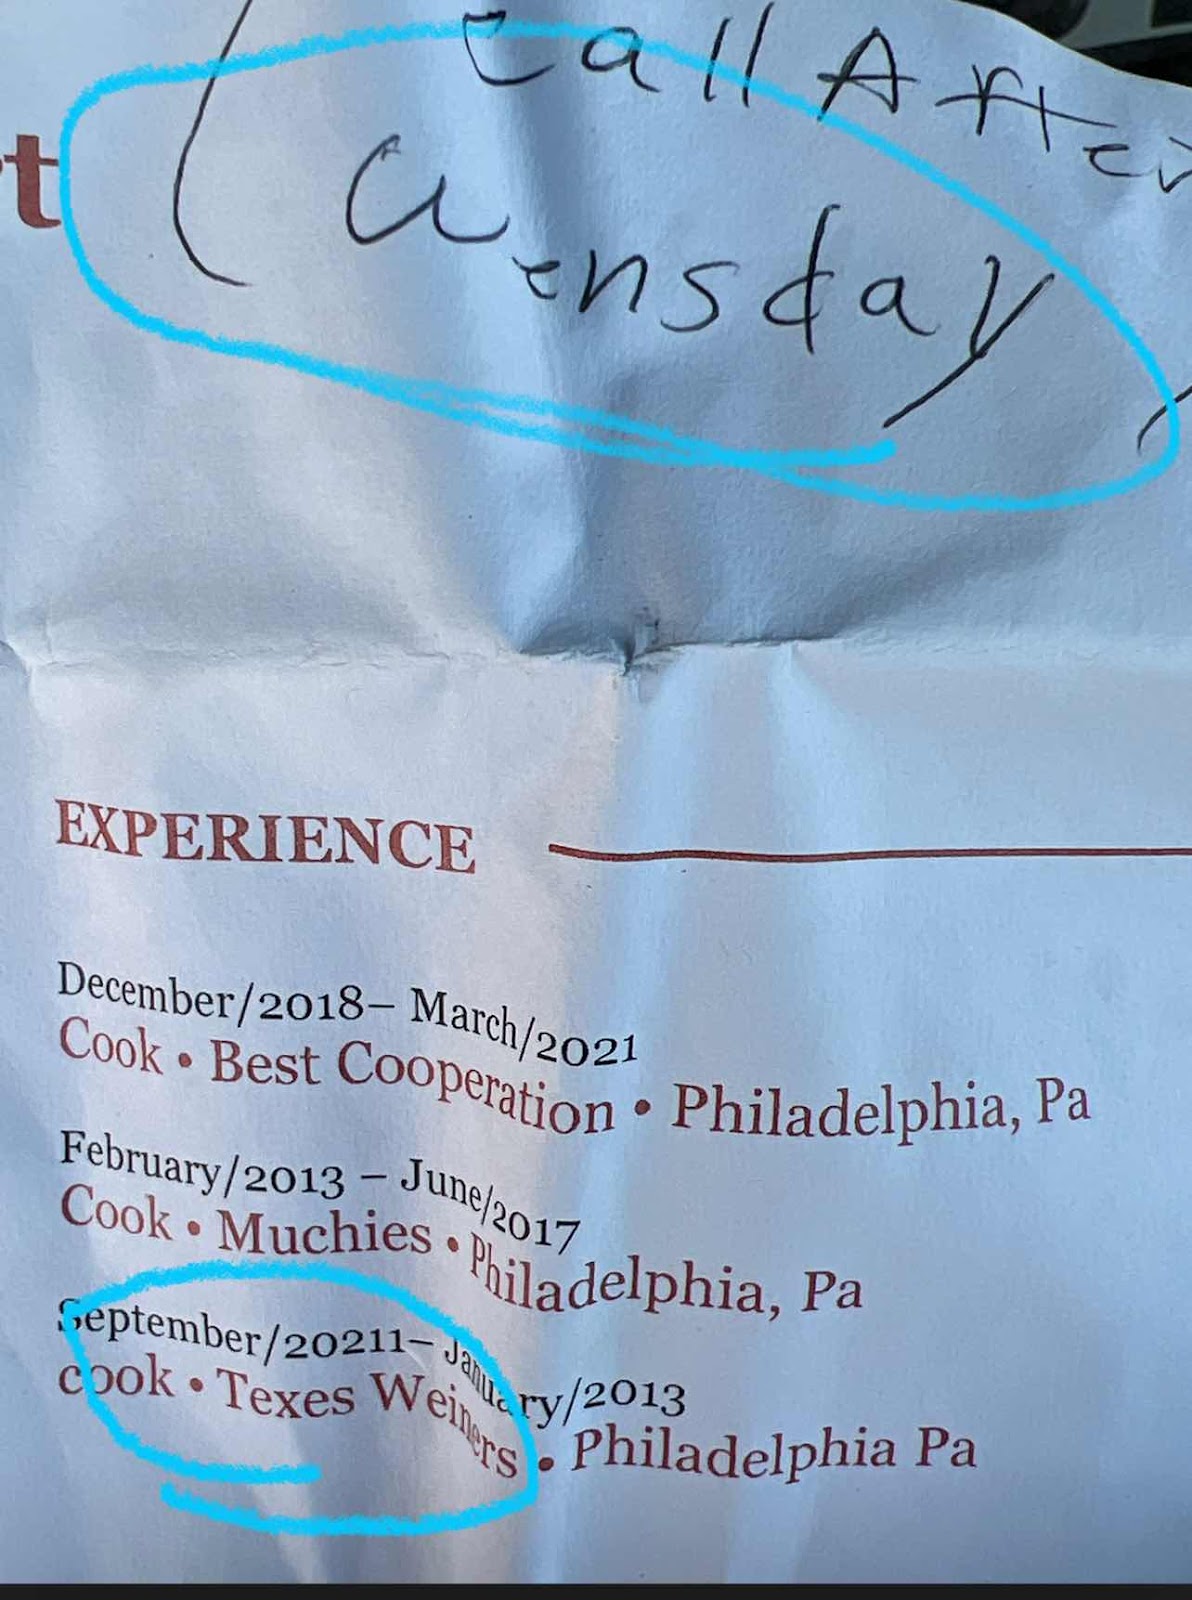 ( Call After
Wensday )
t
EXPERIENCE
December/2018– March/2021
Cook • Best Cooperation • Philadelphia, Pa
February/2013 – June/2017
Cook • Muchies • Philadelphia, Pa
September/20211– January/2013
cook • Texes Weiners • Philadelphia Pa